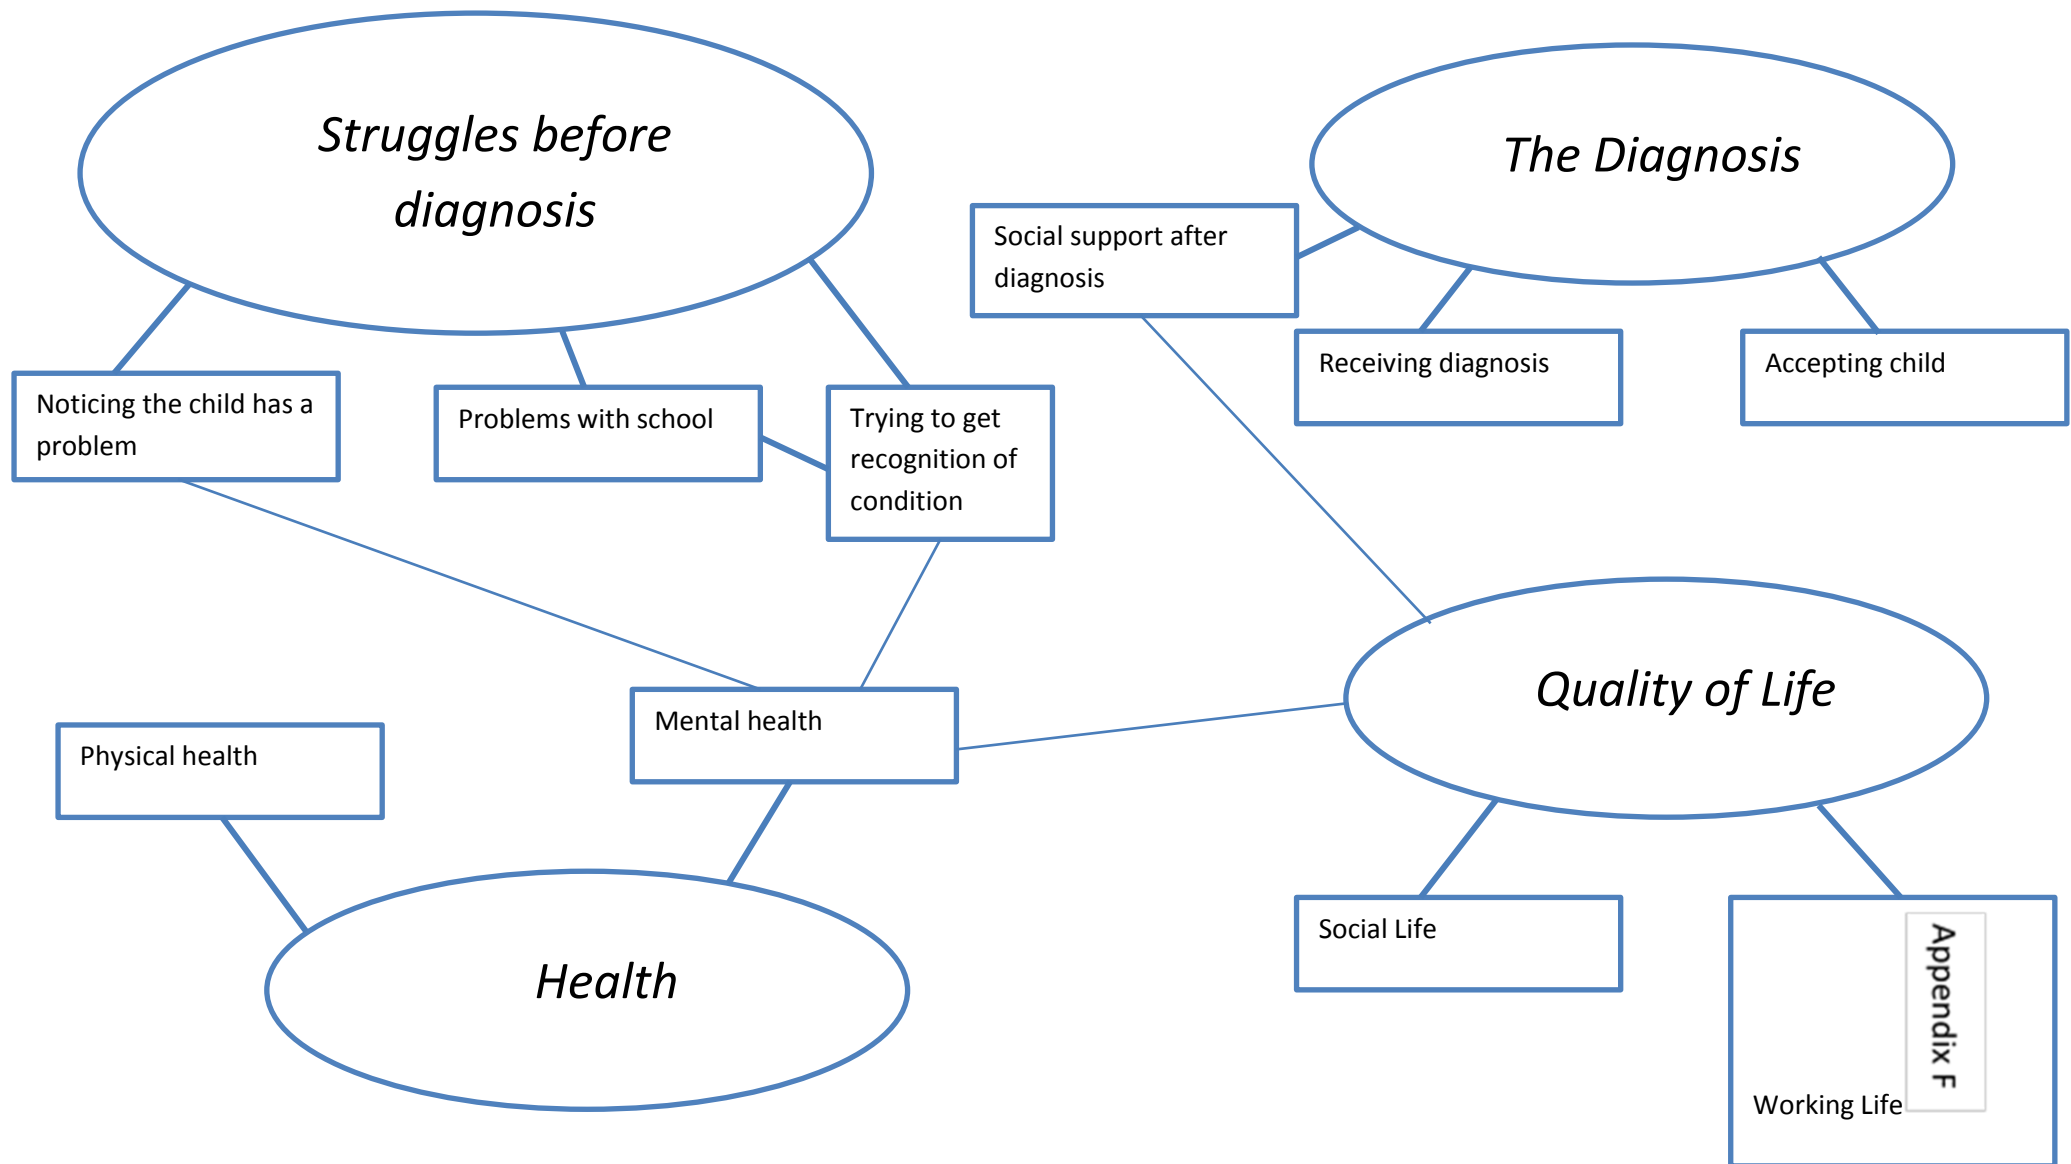 Struggles before
diagnosis
The Diagnosis
Social support after
diagnosis
Receiving diagnosis
Accepting child
Noticing the child has a
problem
Problems with school
Trying to get
recognition of
condition
Quality of Life
Mental health
Physical health
Social Life
Appendix F
Working Life
Health